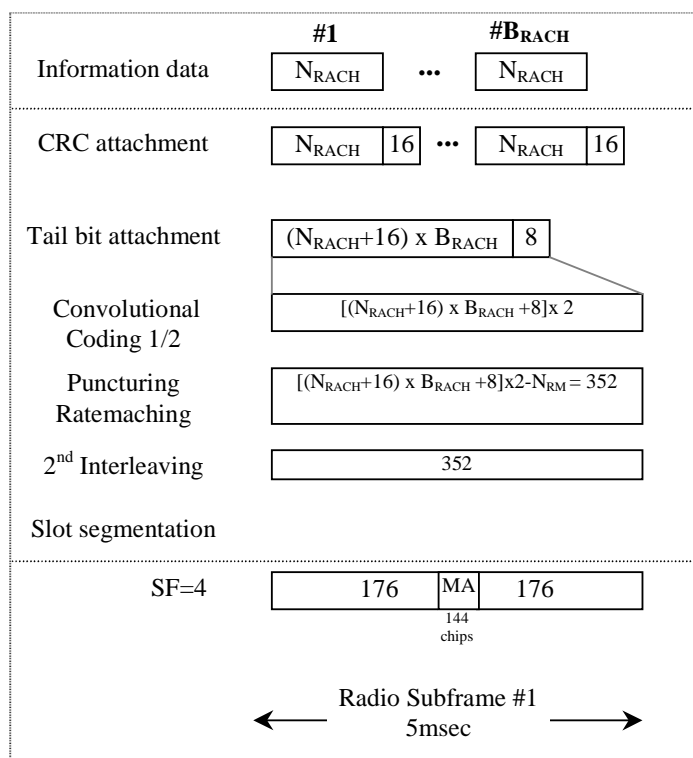 #1 #B_RACH
Information data N_RACH ••• N_RACH
CRC attachment N_RACH 16 ••• N_RACH 16
Tail bit attachment (N_RACH+16) x B_RACH 8
Convolutional
Coding 1/2
[(N_RACH+16) x B_RACH +8]x 2
Puncturing
Ratemaching
[(N_RACH+16) x B_RACH +8]x2-N_RM = 352
2nd Interleaving 352
Slot segmentation
SF=4 176 MA 176
144
chips
Radio Subframe #1
5msec